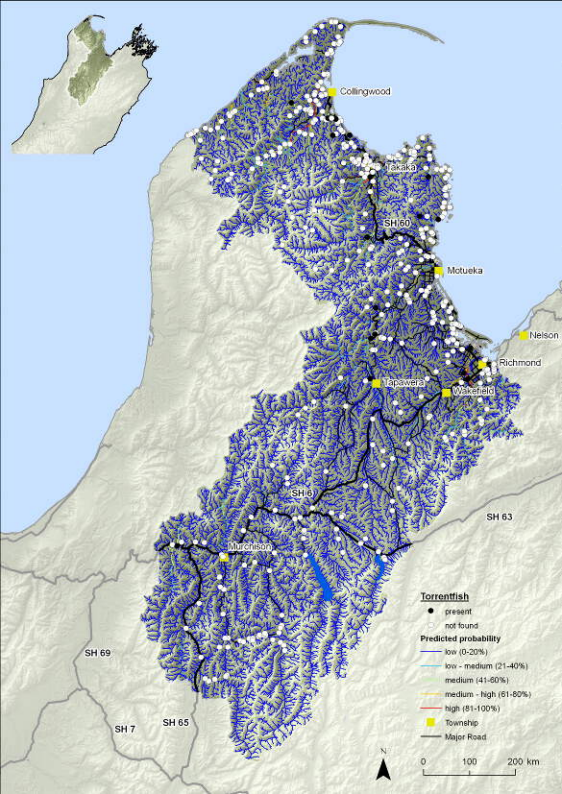 Collingwood
Takaka
SH 60
Motueka
Nelson
Richmond
Tapawera
Wakefield
SH 6
SH 63
Murchison
SH 69
SH 7
SH 65
Torrentfish
present
not found
Predicted probability
low (0-20%)
low - medium (21-40%)
medium (41-60%)
medium - high (61-80%)
high (81-100%)
Township
Major Road
N
0 100 200 km